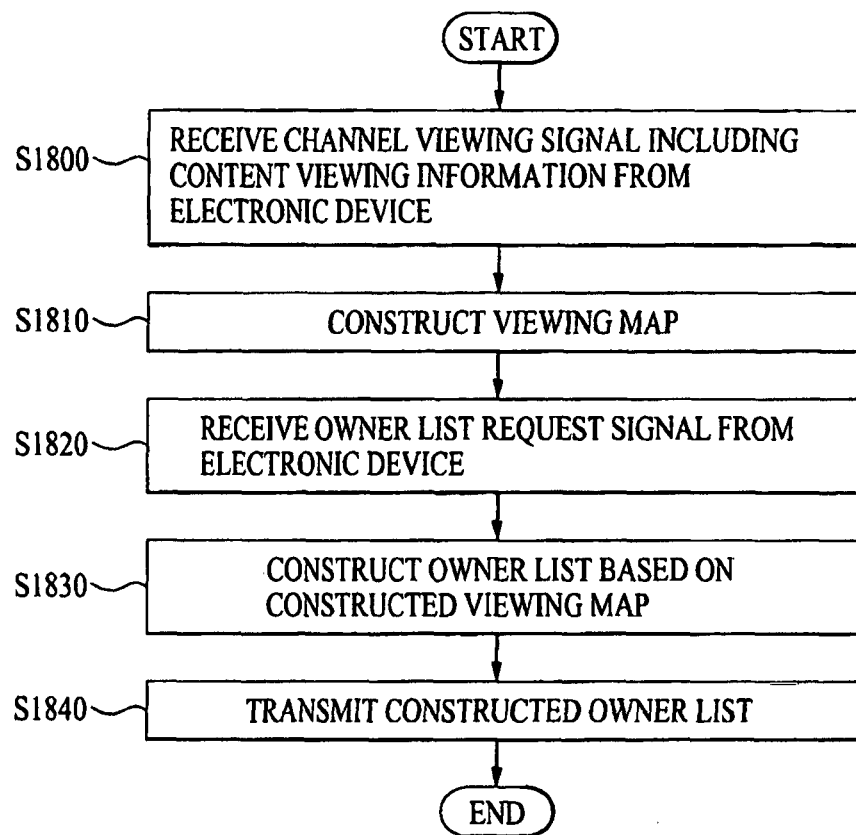 START
S1800
RECEIVE CHANNEL VIEWING SIGNAL INCLUDING
CONTENT VIEWING INFORMATION FROM
ELECTRONIC DEVICE
S1810
CONSTRUCT VIEWING MAP
S1820
RECEIVE OWNER LIST REQUEST SIGNAL FROM
ELECTRONIC DEVICE
S1830
CONSTRUCT OWNER LIST BASED ON
CONSTRUCTED VIEWING MAP
S1840
TRANSMIT CONSTRUCTED OWNER LIST
END